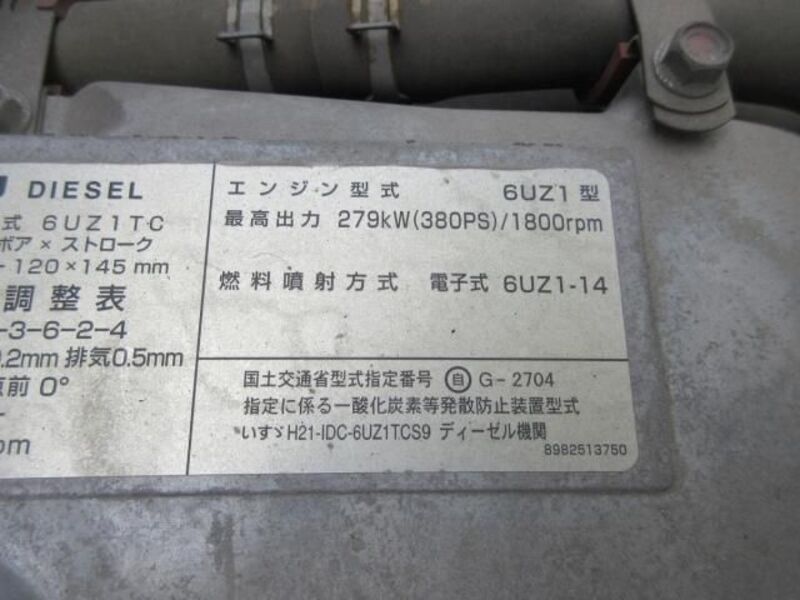 DIESEL
式 6UZ1TC
ボア × ストローク
120 × 145 mm
調整表
-3-6-2-4
0.2mm 排気0.5mm
前 0°
エンジン型式 6UZ1型
最高出力 279kW(380PS)/1800rpm
燃料噴射方式 電子式 6UZ1-14
国土交通省型式指定番号 自 G-2704
指定に係る一酸化炭素等発散防止装置型式
いすゞH21-IDC-6UZ1TCS9 ディーゼル機関
8982513750